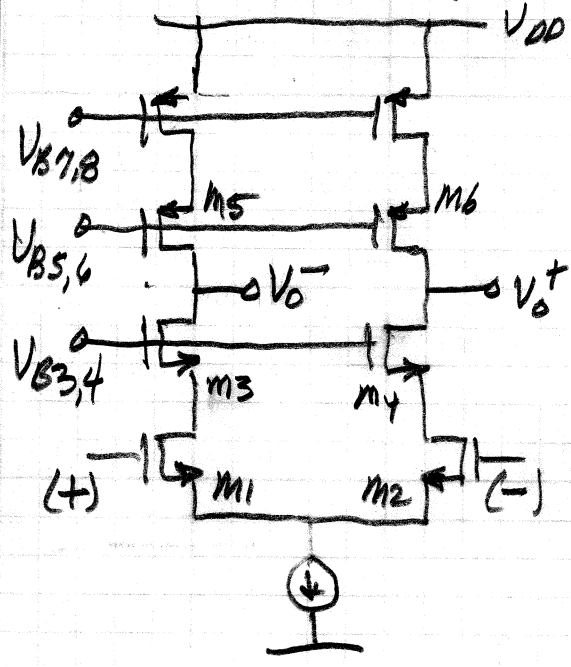 VDD
VB7,8
M5
M6
VB5,6
Vo−
Vo+
VB3,4
M3
M4
(+)
M1
M2
(−)